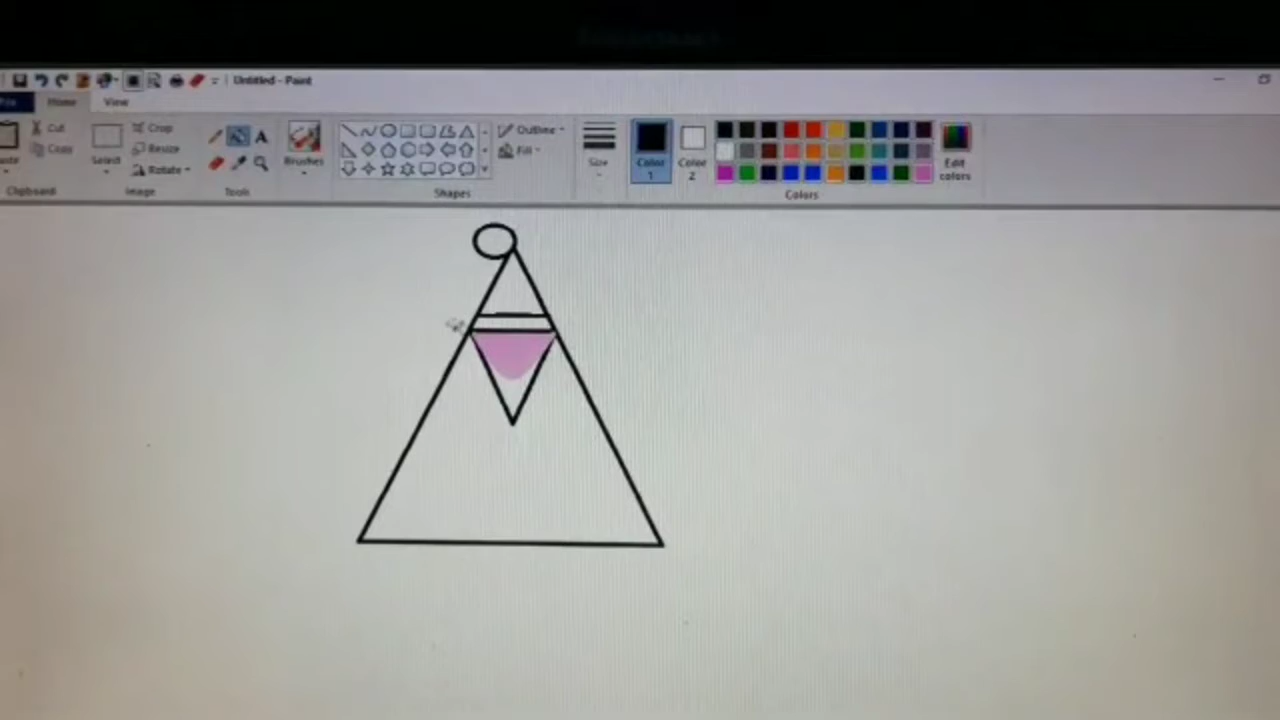 Untitled - Paint
Home View
Cut
Copy
Clipboard
Select
Crop
Resize
Rotate
Image
A
Tools
Brushes
Shapes
Outline
Fill
Size
Color 1
Color 2
Colors
Edit colors